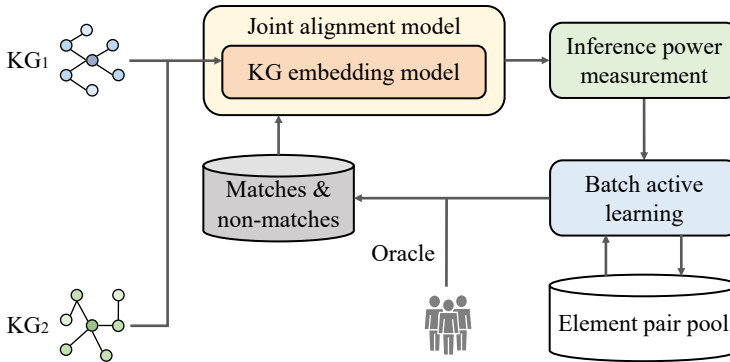 Joint alignment model
KG embedding model
Inference power
measurement
KG1
Matches &
non-matches
Batch active
learning
Oracle
KG2
Element pair pool